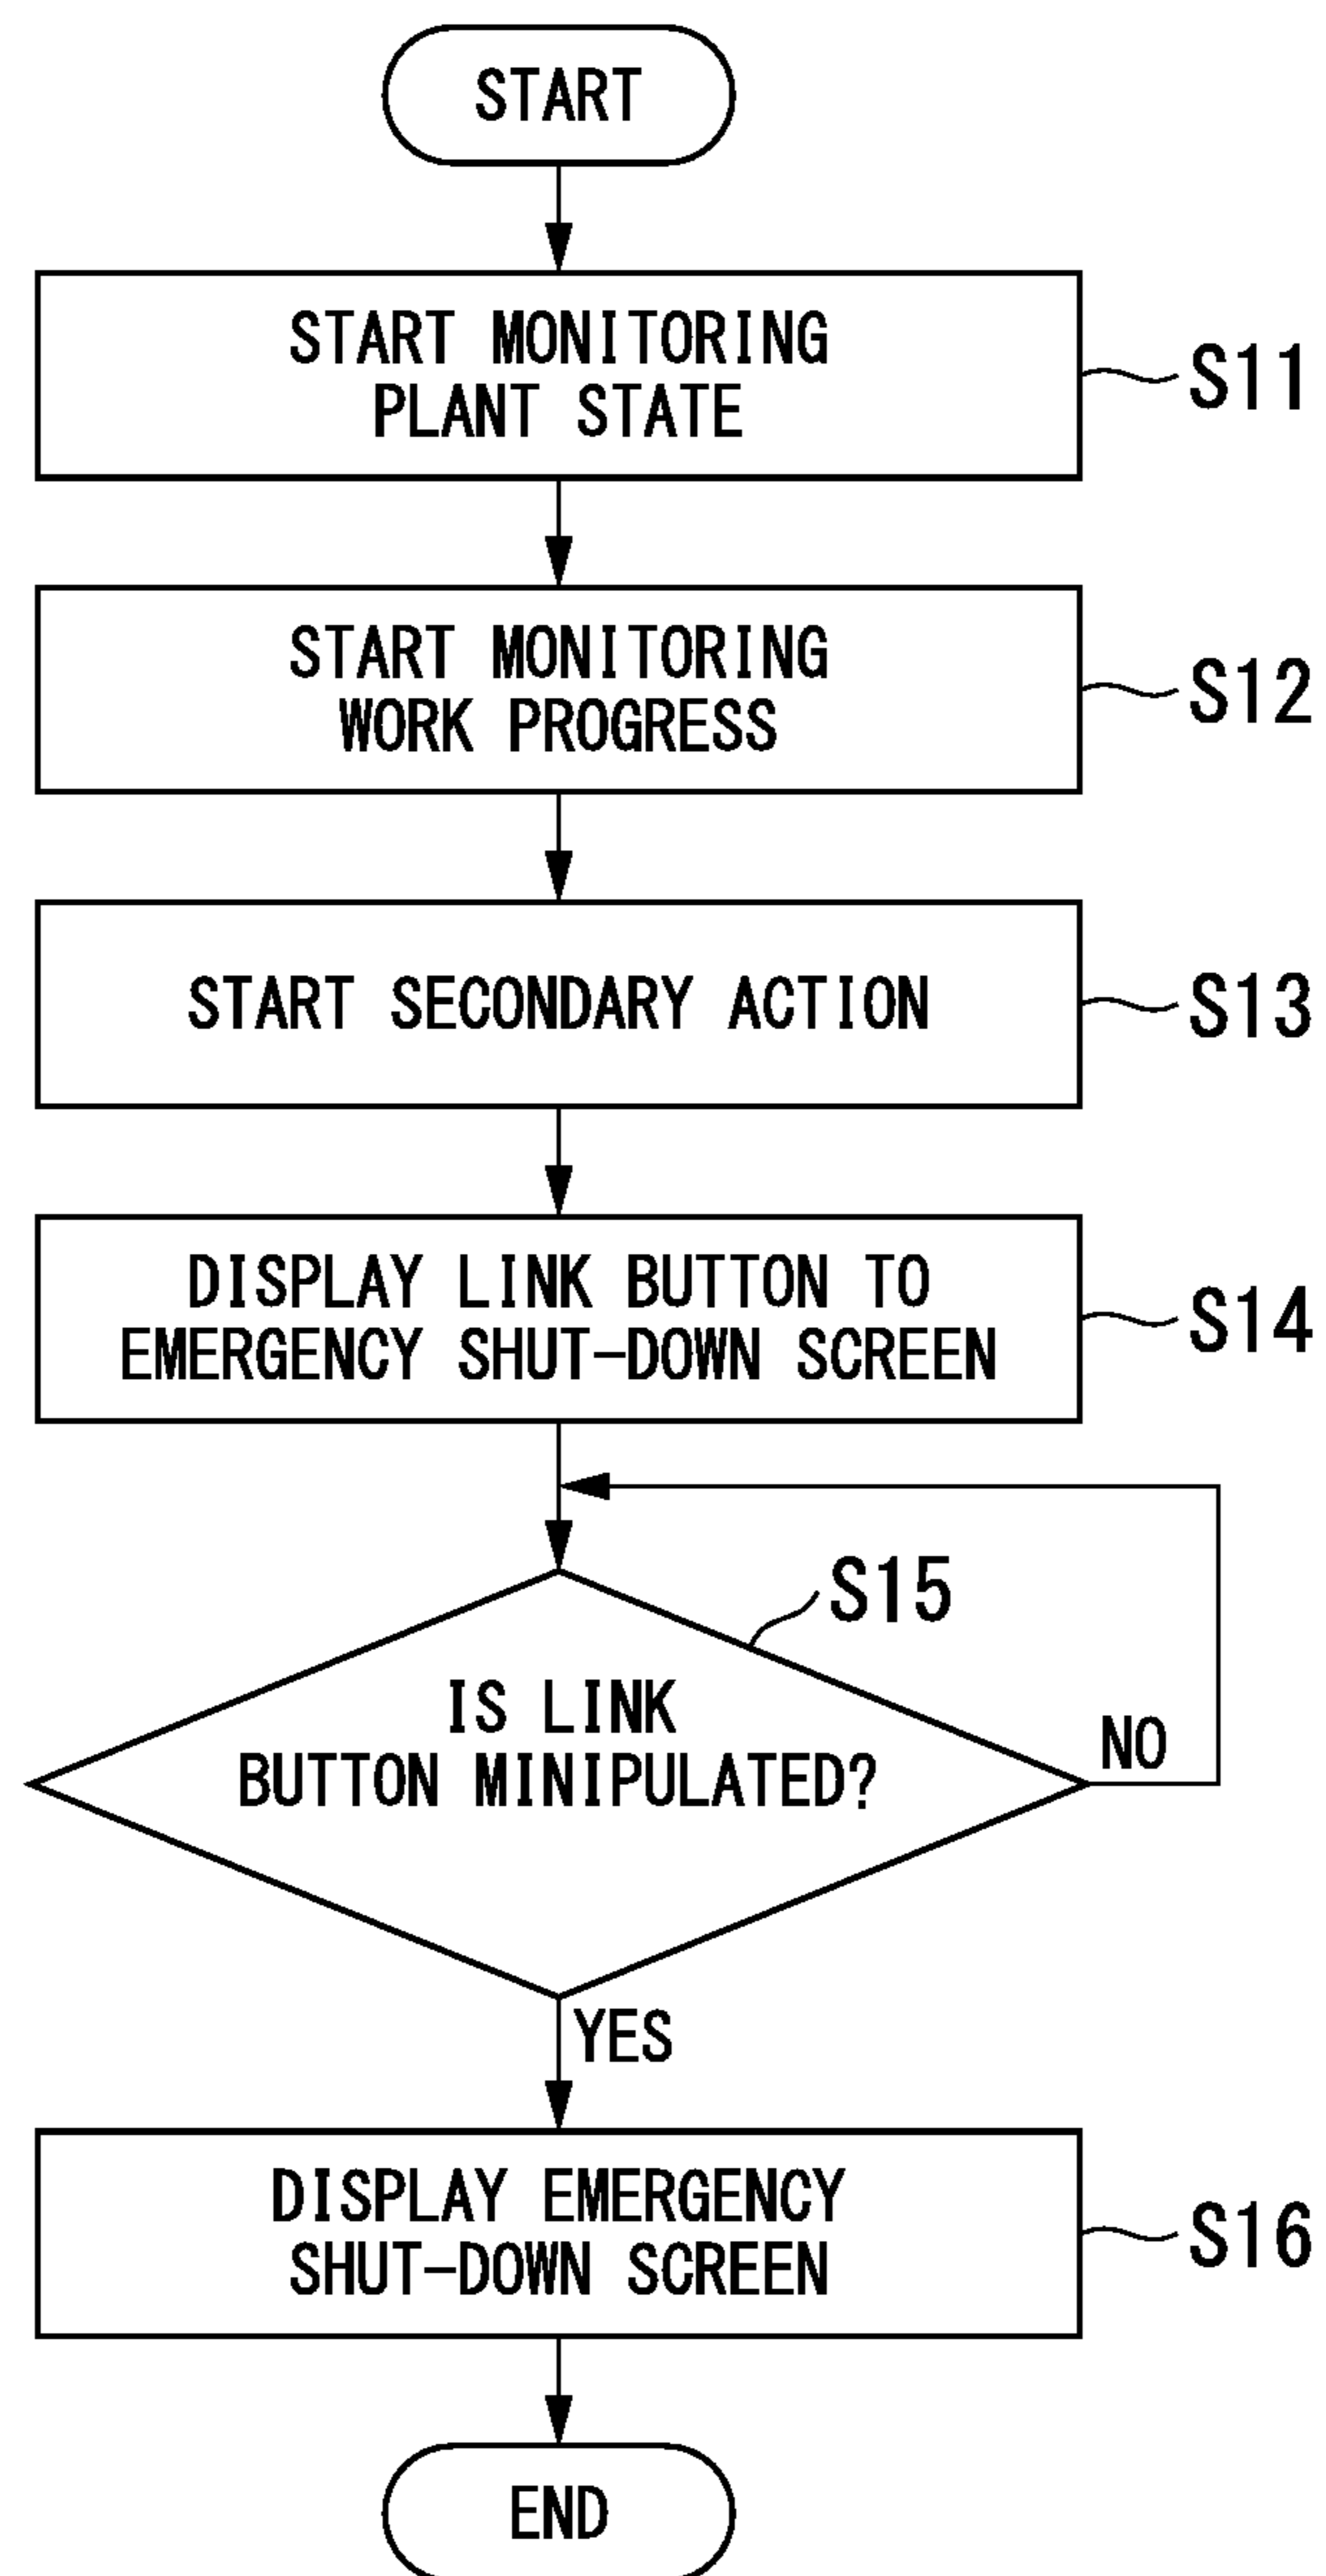 START
START MONITORING
PLANT STATE
S11
START MONITORING
WORK PROGRESS
S12
START SECONDARY ACTION
S13
DISPLAY LINK BUTTON TO
EMERGENCY SHUT-DOWN SCREEN
S14
S15
IS LINK
BUTTON MINIPULATED?
NO
YES
DISPLAY EMERGENCY
SHUT-DOWN SCREEN
S16
END